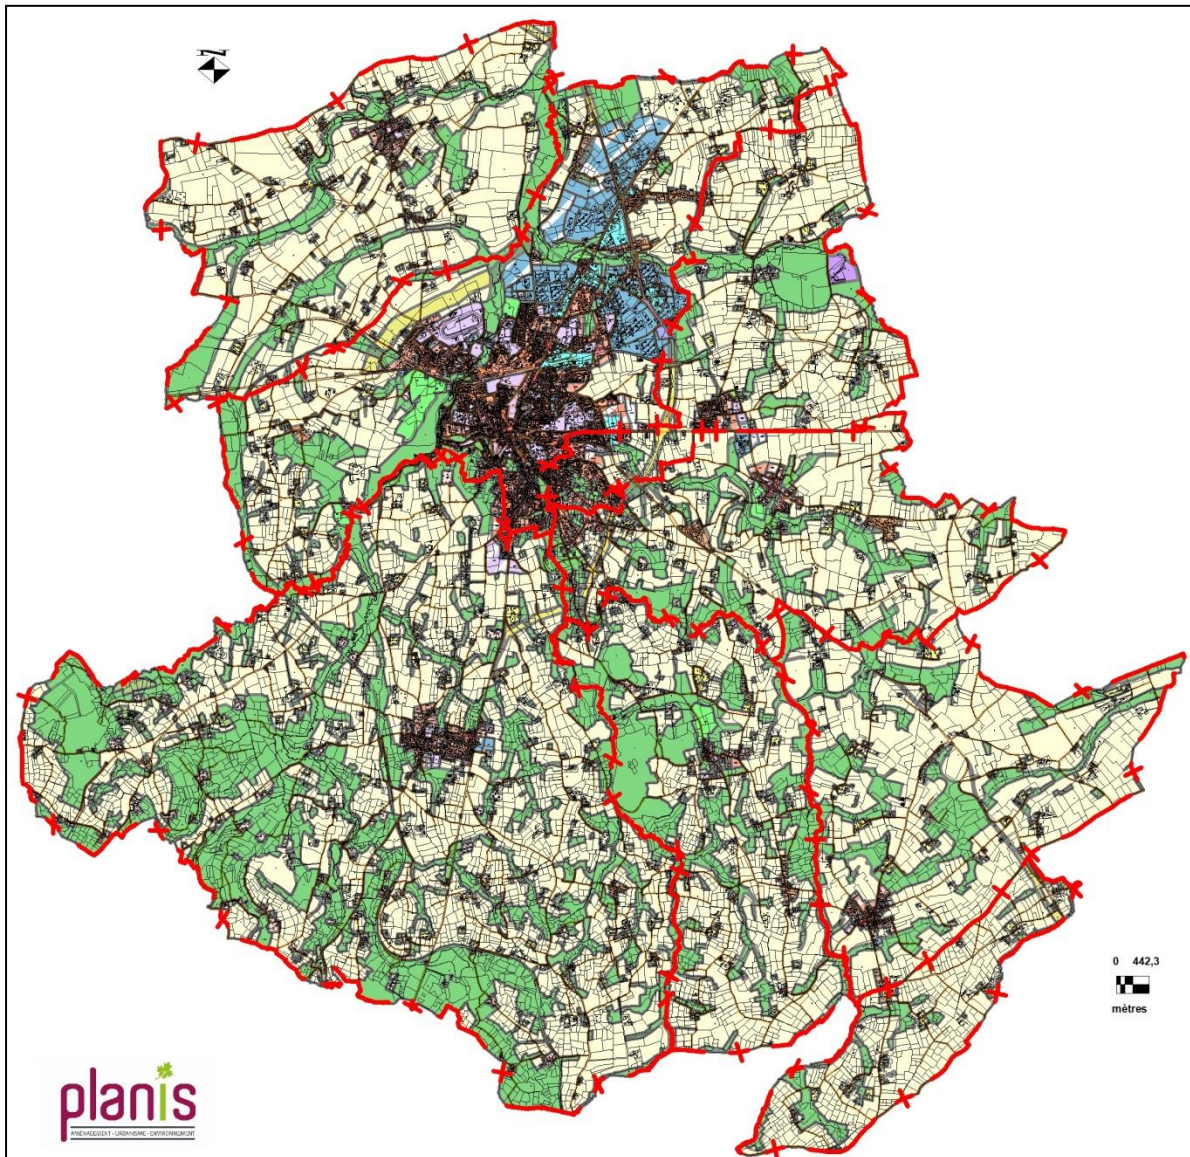 N
0 442,3
mètres
planis
AMÉNAGEMENT - URBANISME - ENVIRONNEMENT